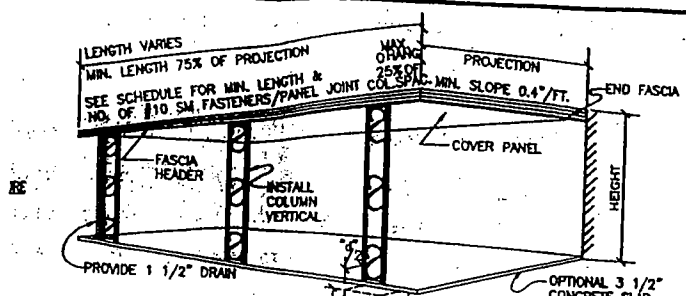 LENGTH VARIES
MIN. LENGTH 75% OF PROJECTION
SEE SCHEDULE FOR MIN. LENGTH &
NO. OF #10 SM, FASTENERS/PANEL JOINT
MAX.
25% OF
COL. SPAC.
PROJECTION
MIN. SLOPE 0.4"/FT.
END FASCIA
COVER PANEL
FASCIA
HEADER
INSTALL
COLUMN
VERTICAL
HEIGHT
PROVIDE 1 1/2" DRAIN
OPTIONAL 3 1/2"
CONCRETE SLAB